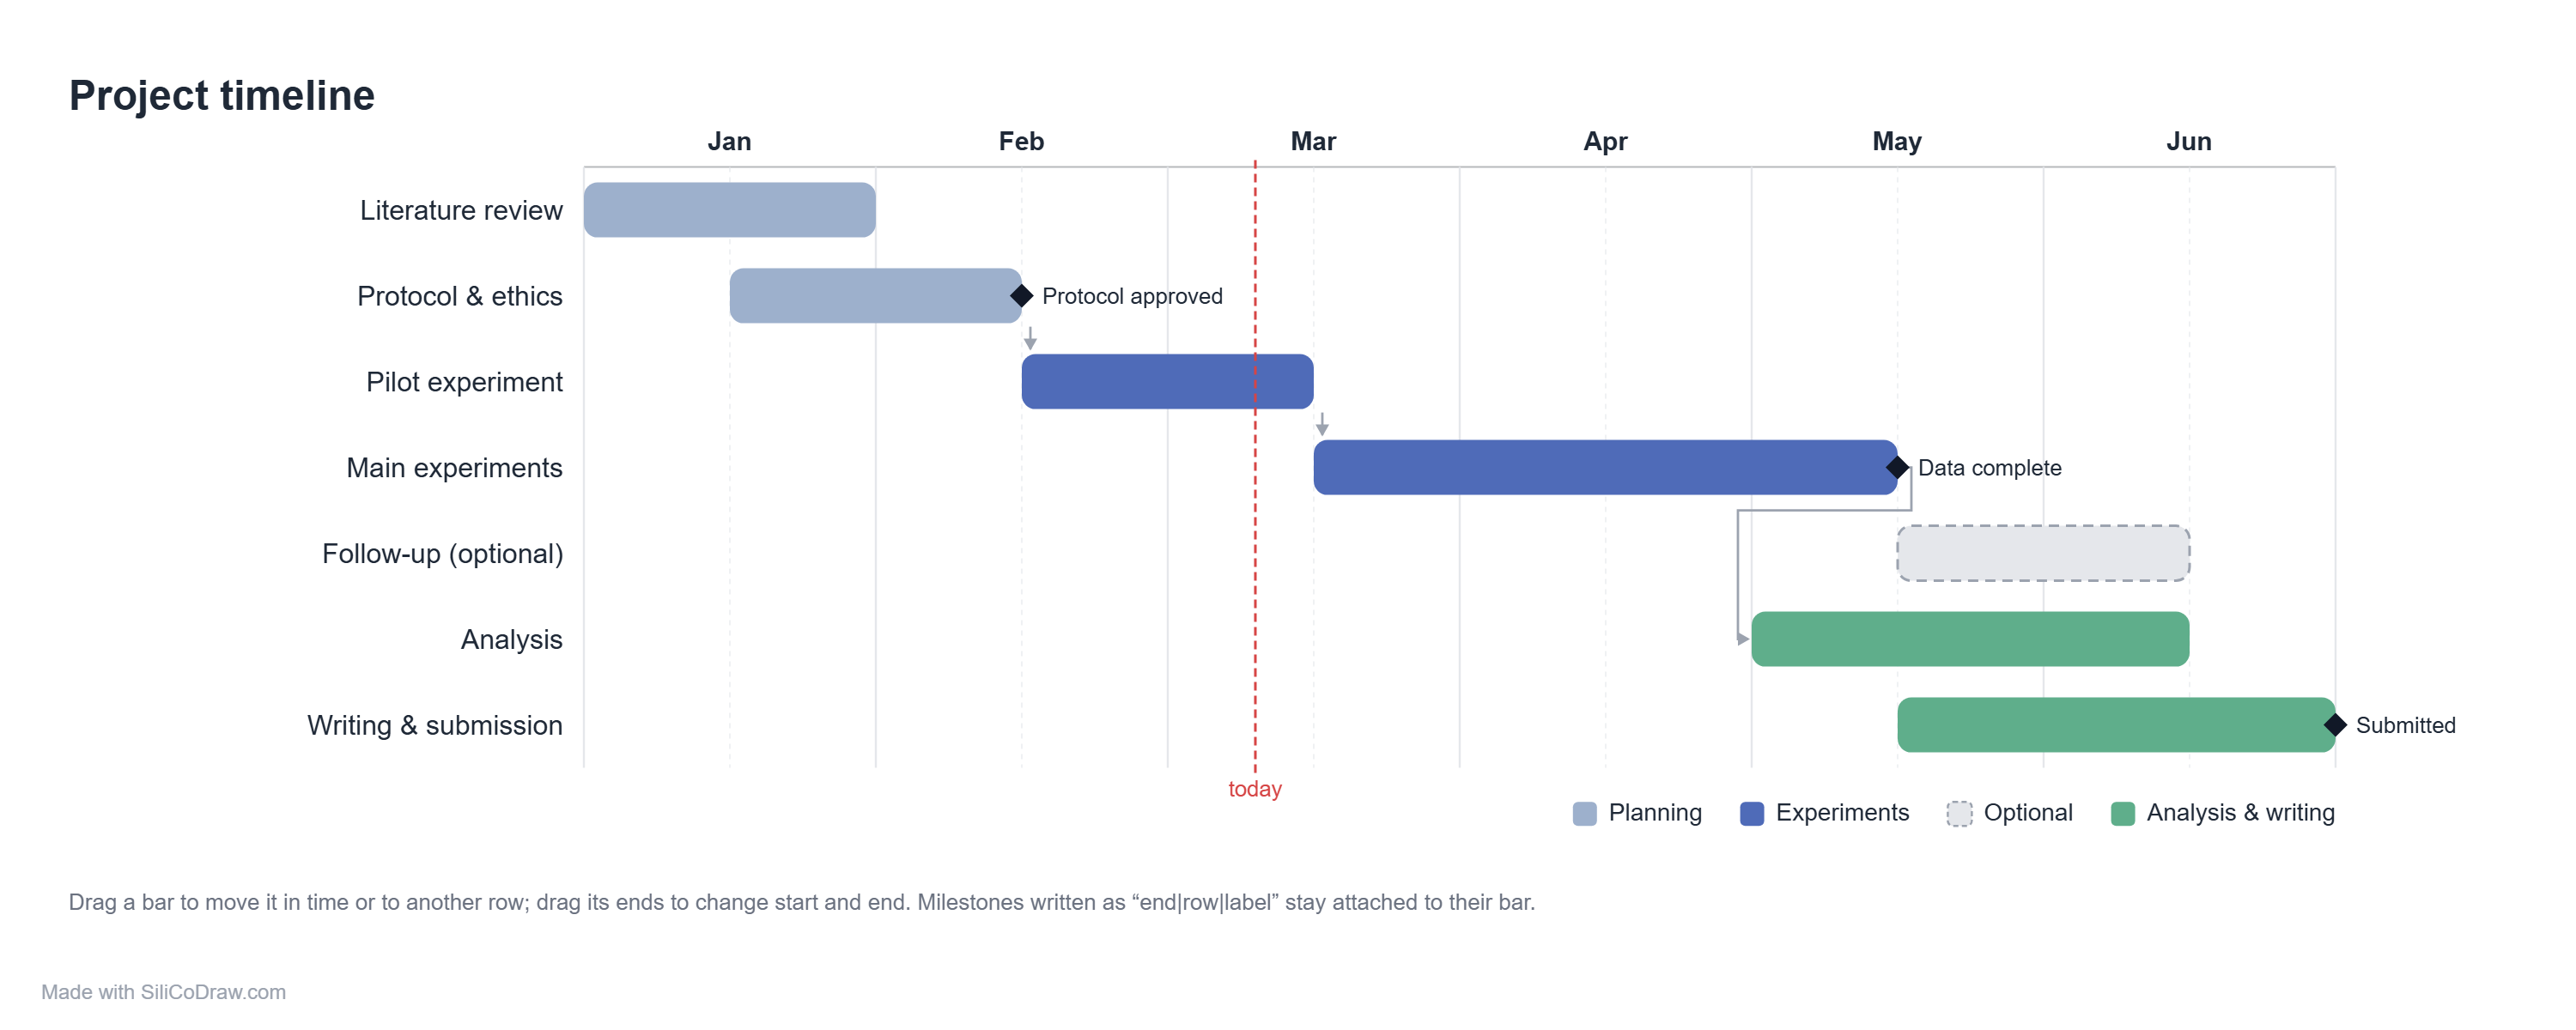 Project timeline
Jan Feb Mar Apr May Jun
Literature review
Protocol & ethics
Protocol approved
Pilot experiment
Main experiments
Data complete
Follow-up (optional)
Analysis
Writing & submission
Submitted
today
Planning Experiments Optional Analysis & writing
Drag a bar to move it in time or to another row; drag its ends to change start and end. Milestones written as “end|row|label” stay attached to their bar.
Made with SiliCoDraw.com